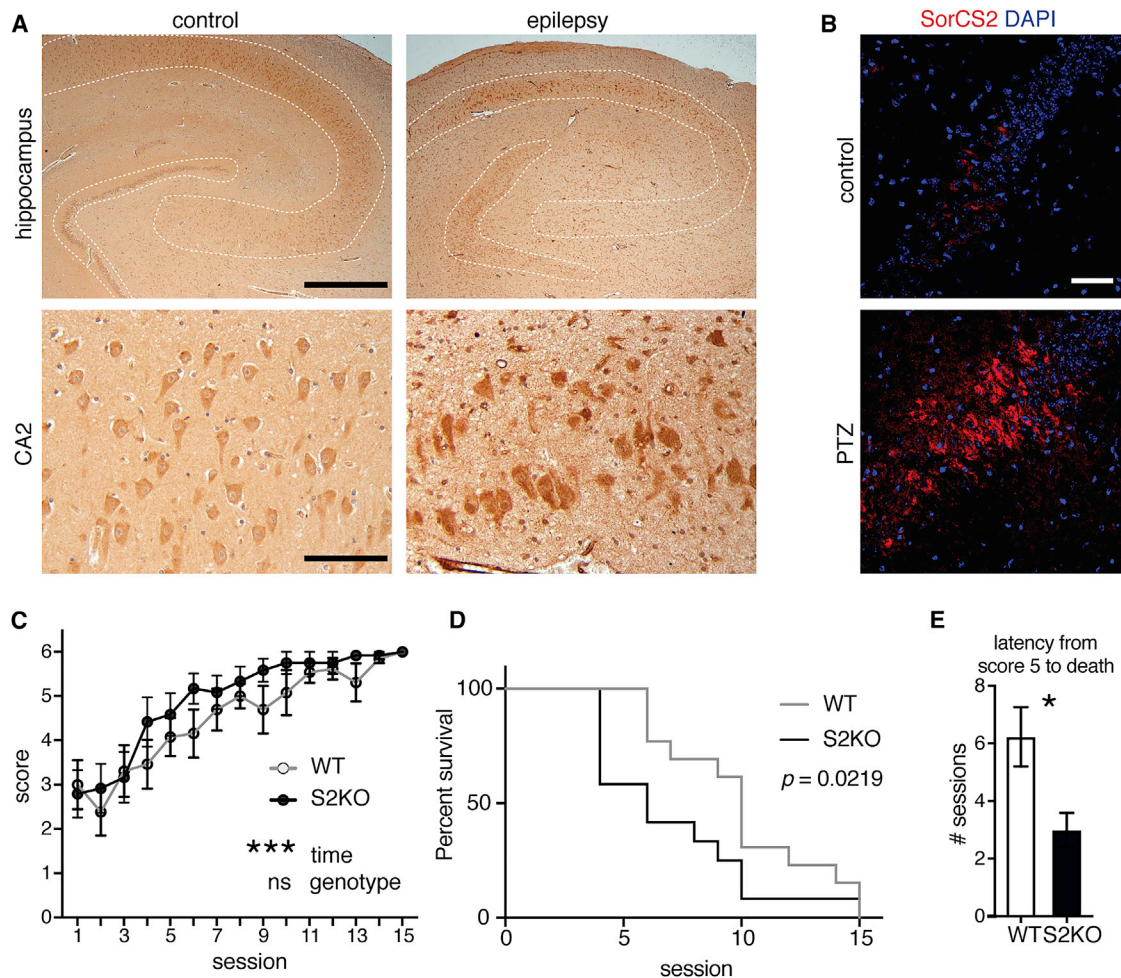 A
control
epilepsy
hippocampus
CA2
B
SorCS2 DAPI
control
PTZ
C
score
6
5
4
3
2
1
0
WT
S2KO
*** time
ns genotype
1 3 5 7 9 11 13 15
session
D
Percent survival
100
50
0
WT
S2KO
p = 0.0219
0 5 10 15
session
E
latency from
score 5 to death
# sessions
8
6
4
2
0
*
WT S2KO